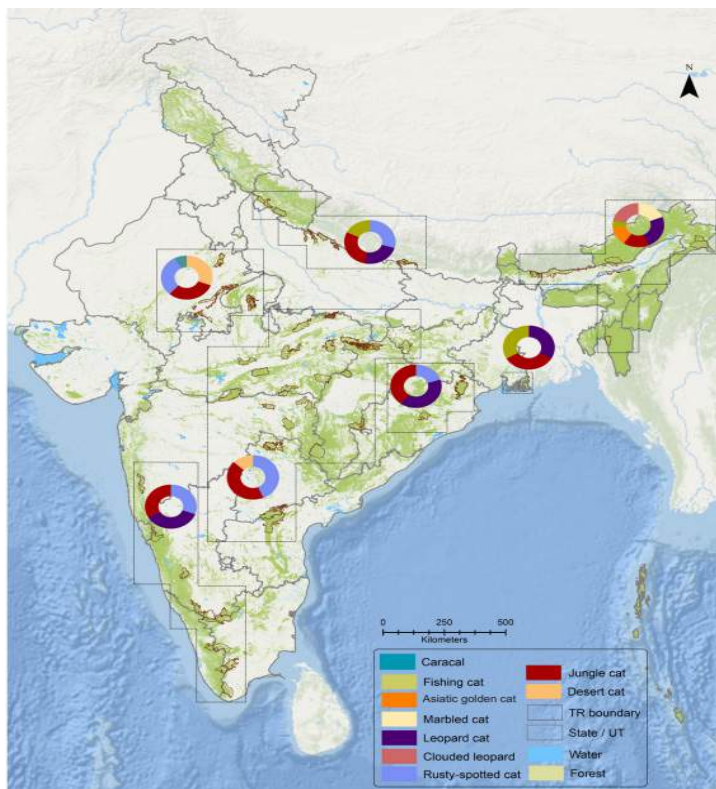 N
0 250 500
Kilometers
Caracal
Fishing cat
Asiatic golden cat
Marbled cat
Leopard cat
Clouded leopard
Rusty-spotted cat
Jungle cat
Desert cat
TR boundary
State / UT
Water
Forest